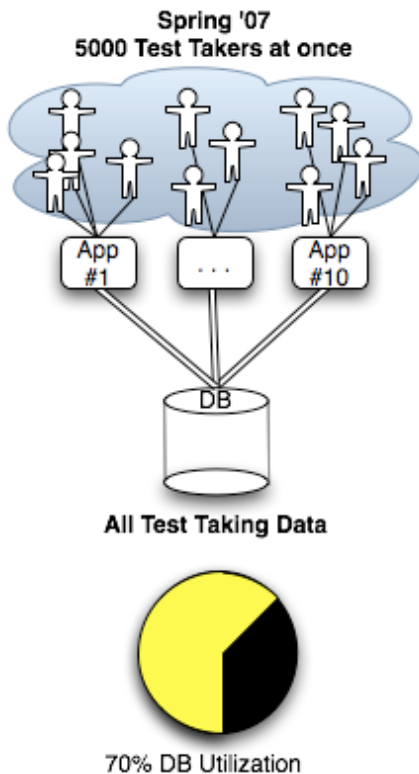 Spring '07
5000 Test Takers at once
App
#1
. . .
App
#10
DB
All Test Taking Data
70% DB Utilization